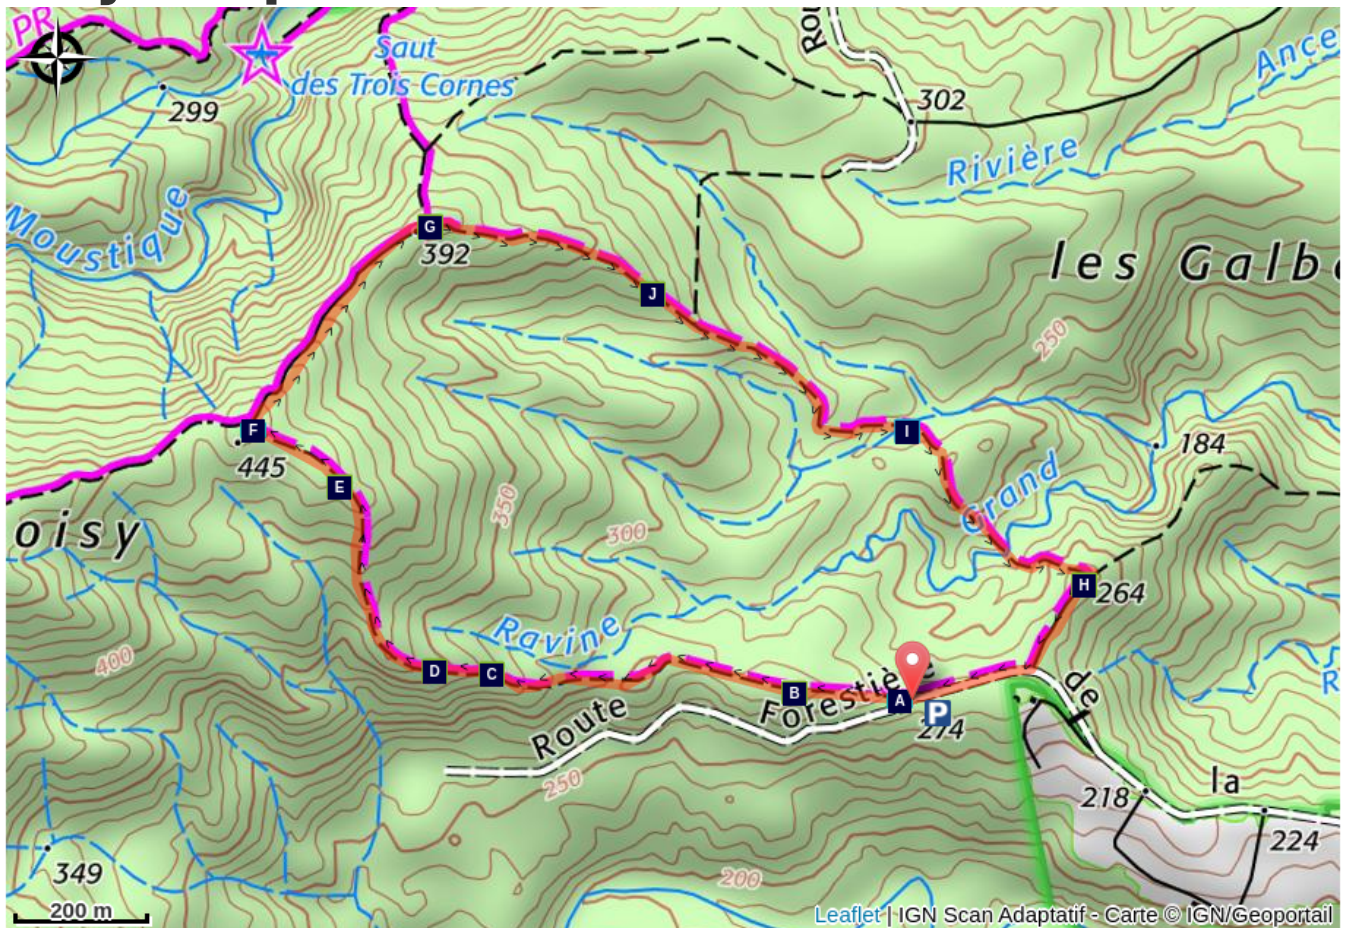 PR
Saut
des Trois Cornes
299
302
Ance
Rivière
Moustique
G
392
les Galb
J
250
F
445
E
I
184
Grand
350
300
oisy
H
264
400
Ravine
D
C
B
A
P
274
Route
Forestière
de
la
250
218
224
349
200
200 m
Leaflet | IGN Scan Adaptatif - Carte © IGN/Geoportail